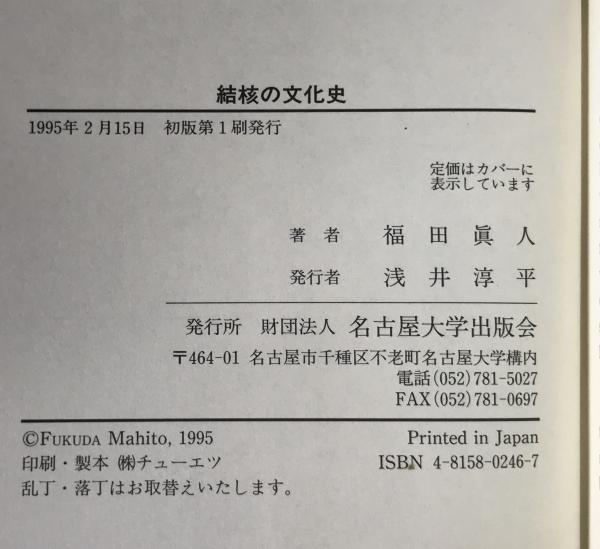 結核の文化史
1995年2月15日 初版第1刷発行
定価はカバーに
表示しています
著者 福田眞人
発行者 浅井淳平
発行所 財団法人 名古屋大学出版会
〒464-01 名古屋市千種区不老町名古屋大学構内
電話(052)781-5027
FAX(052)781-0697
©FUKUDA Mahito, 1995 Printed in Japan
印刷・製本 ㈱チューエツ ISBN 4-8158-0246-7
乱丁・落丁はお取替えいたします。